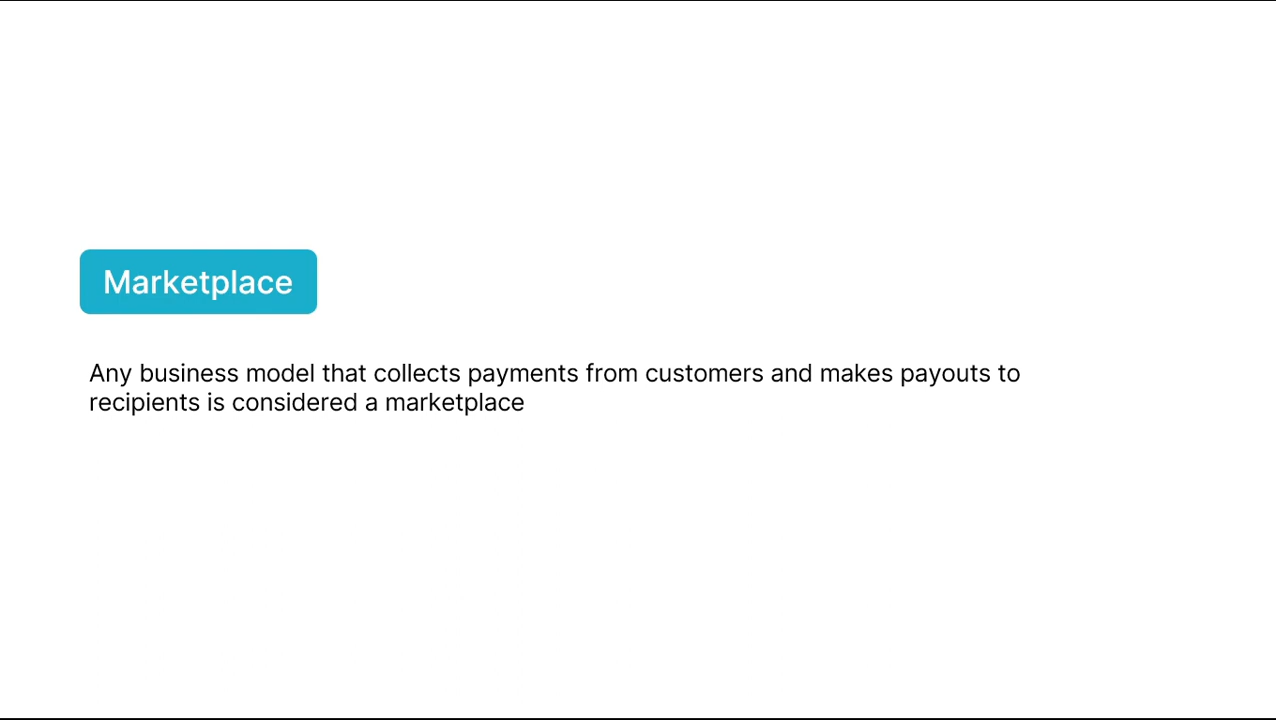 Marketplace
Any business model that collects payments from customers and makes payouts to
recipients is considered a marketplace